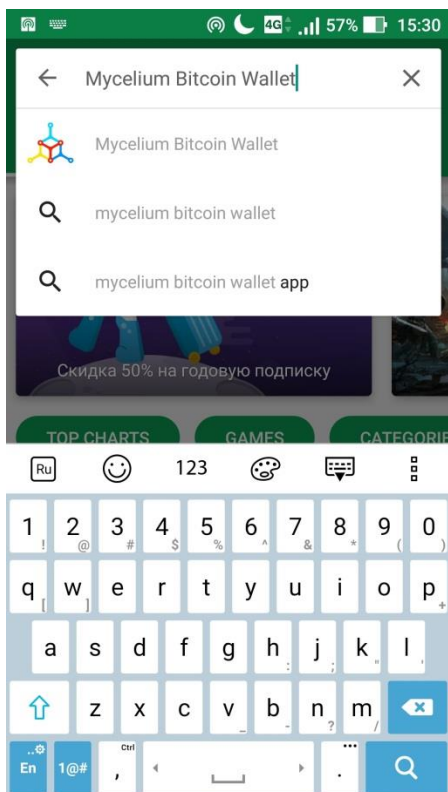 4G 57% 15:30
Mycelium Bitcoin Wallet
Mycelium Bitcoin Wallet
mycelium bitcoin wallet
mycelium bitcoin wallet app
Скидка 50% на годовую подписку
TOP CHARTS GAMES CATEGORIE
Ru 123
1 ! 2 @ 3 # 4 $ 5 % 6 ^ 7 & 8 * 9 ( 0 )
q [ w ] e r t y u i o p +
a s d f g h : j ; k " l '
z x c v _ b - n ? m /
En 1@# , Ctrl . ...